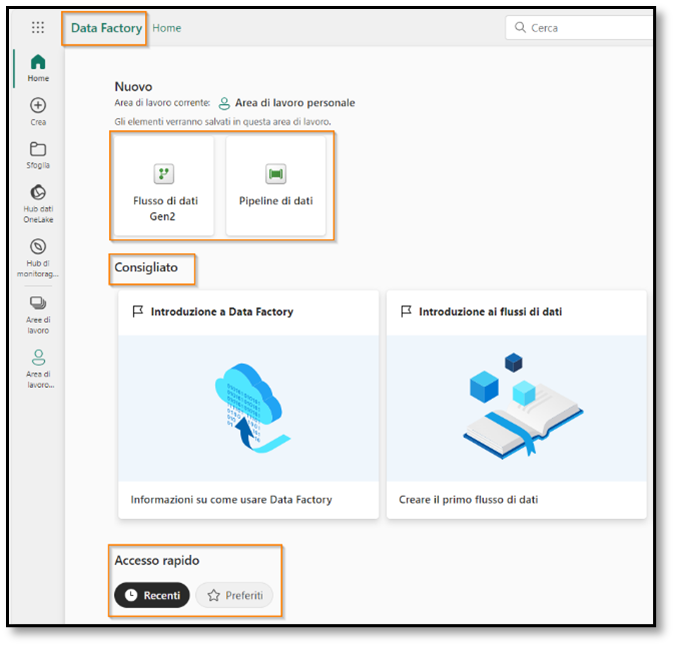 Data Factory Home
Cerca
Home
Crea
Sfoglia
Hub dati
OneLake
Hub di
monitorag...
Aree di
lavoro
Area di
lavoro...
Nuovo
Area di lavoro corrente: Area di lavoro personale
Gli elementi verranno salvati in questa area di lavoro.
Flusso di dati
Gen2
Pipeline di dati
Consigliato
Introduzione a Data Factory
Informazioni su come usare Data Factory
Introduzione ai flussi di dati
Creare il primo flusso di dati
Accesso rapido
Recenti
Preferiti